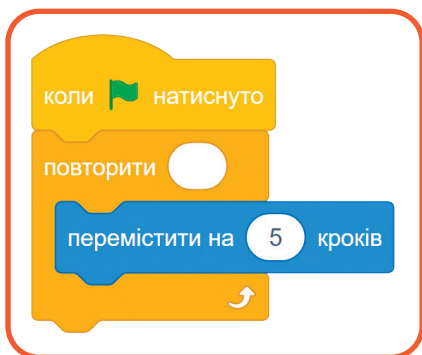 коли натиснуто
повторити
перемістити на 5 кроків